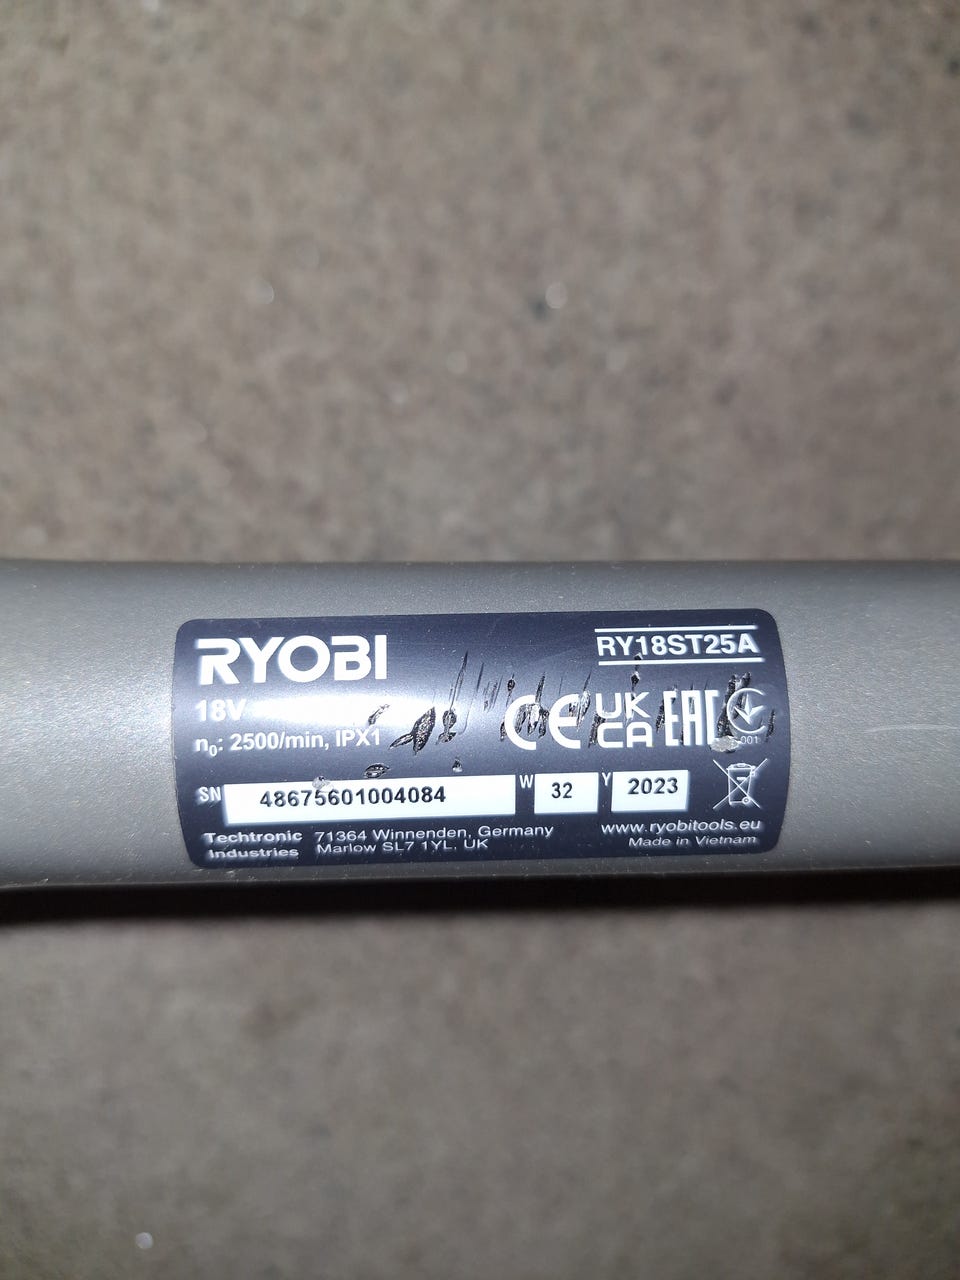 RYOBI
RY18ST25A
18V
CE UK CA EAC
n0: 2500/min, IPX1
001
SN 48675601004084 W 32 Y 2023
Techtronic Industries
71364 Winnenden, Germany
Marlow SL7 1YL, UK
www.ryobitools.eu
Made in Vietnam